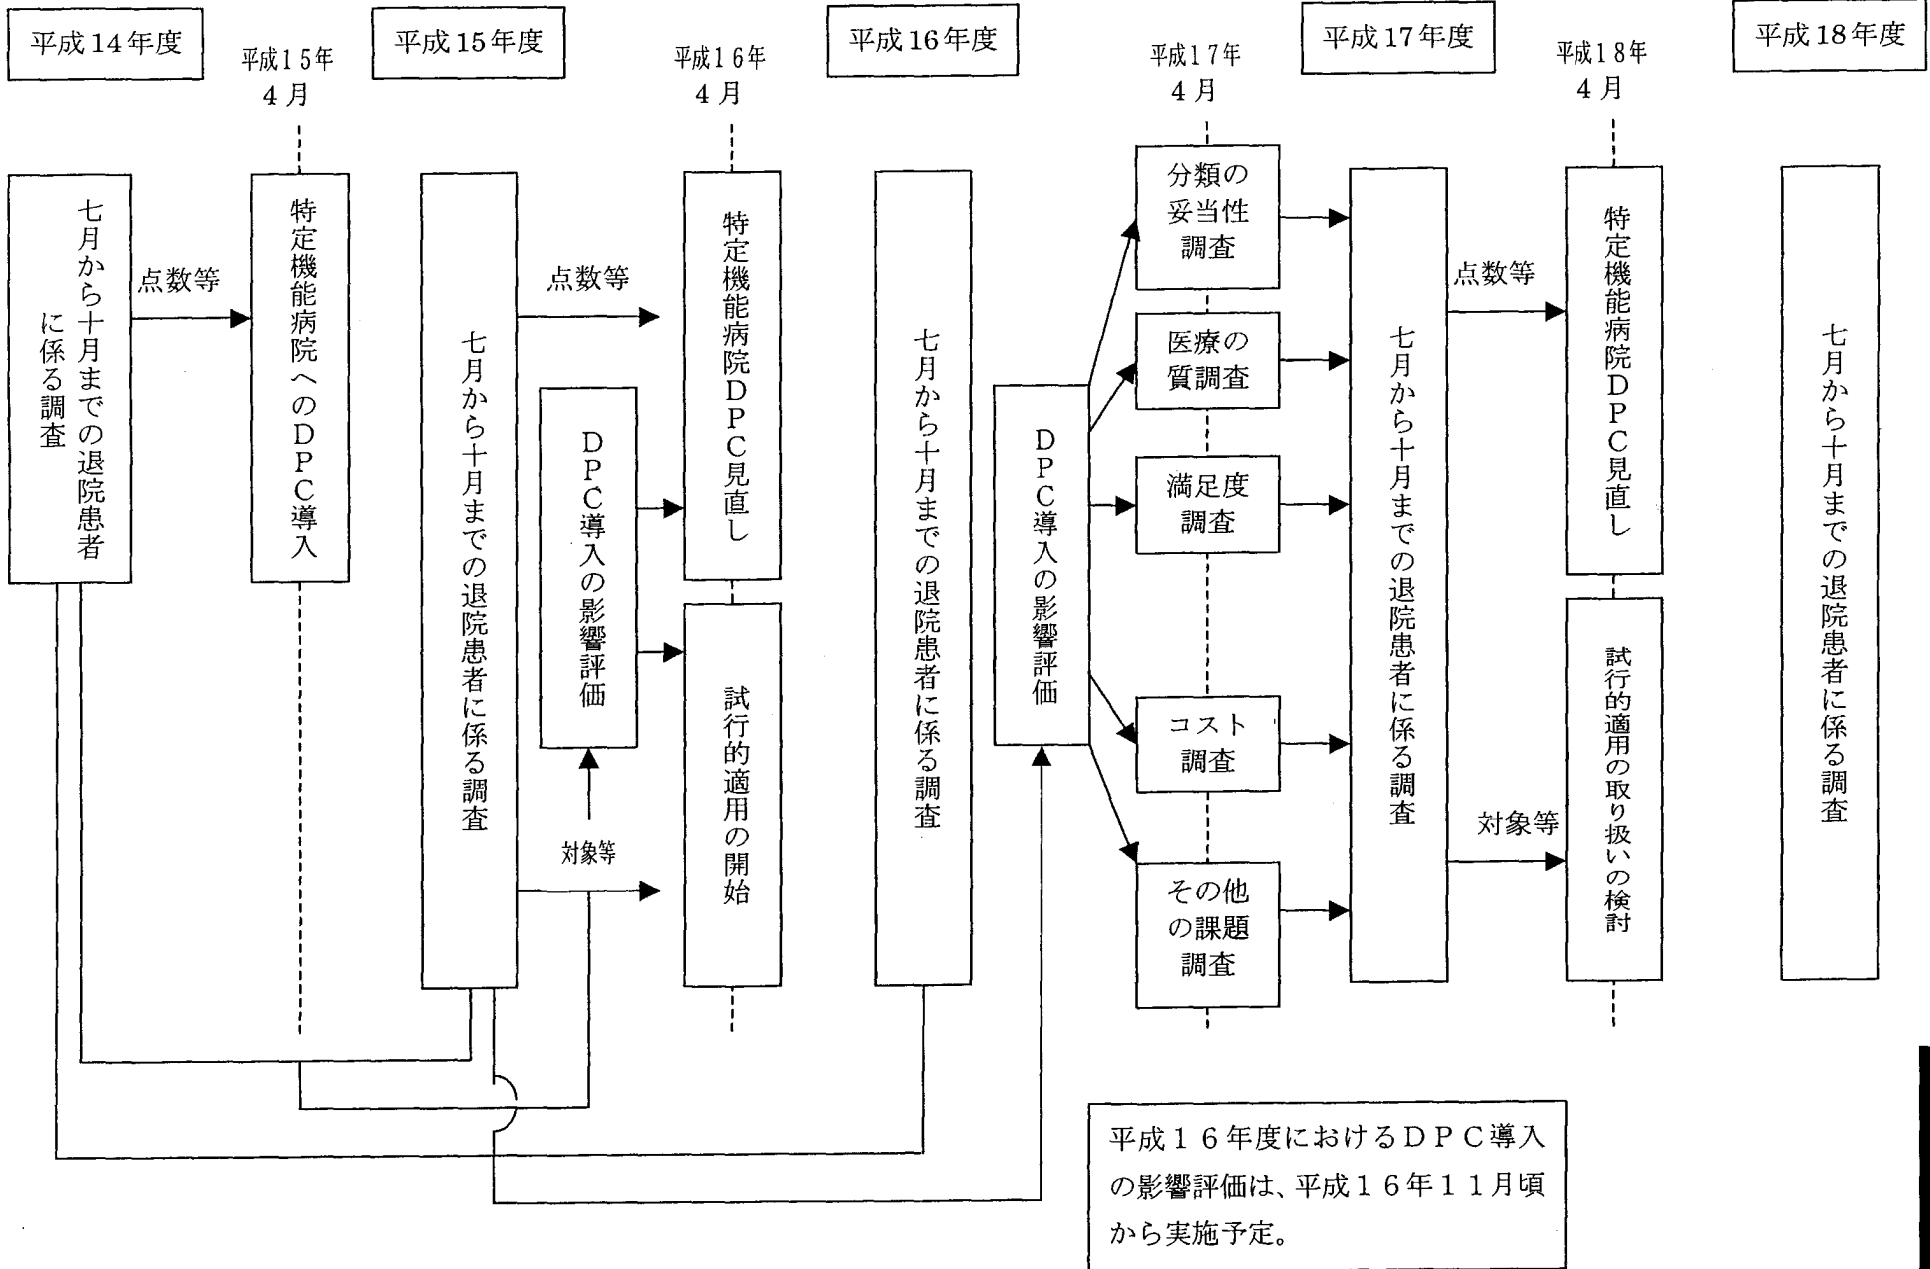 平成14年度
平成15年
4月
平成15年度
平成16年
4月
平成16年度
平成17年
4月
平成17年度
平成18年
4月
平成18年度
七月から十月までの退院患者
に係る調査
点数等
特定機能病院へのDPC導入
七月から十月までの退院患者に係る調査
点数等
DPC導入の影響評価
対象等
特定機能病院DPC見直し
試行的適用の開始
七月から十月までの退院患者に係る調査
DPC導入の影響評価
分類の
妥当性
調査
医療の
質調査
満足度
調査
コスト
調査
その他
の課題
調査
七月から十月までの退院患者に係る調査
点数等
対象等
特定機能病院DPC見直し
試行的適用の取り扱いの検討
七月から十月までの退院患者に係る調査
平成16年度におけるDPC導入
の影響評価は、平成16年11月頃
から実施予定。